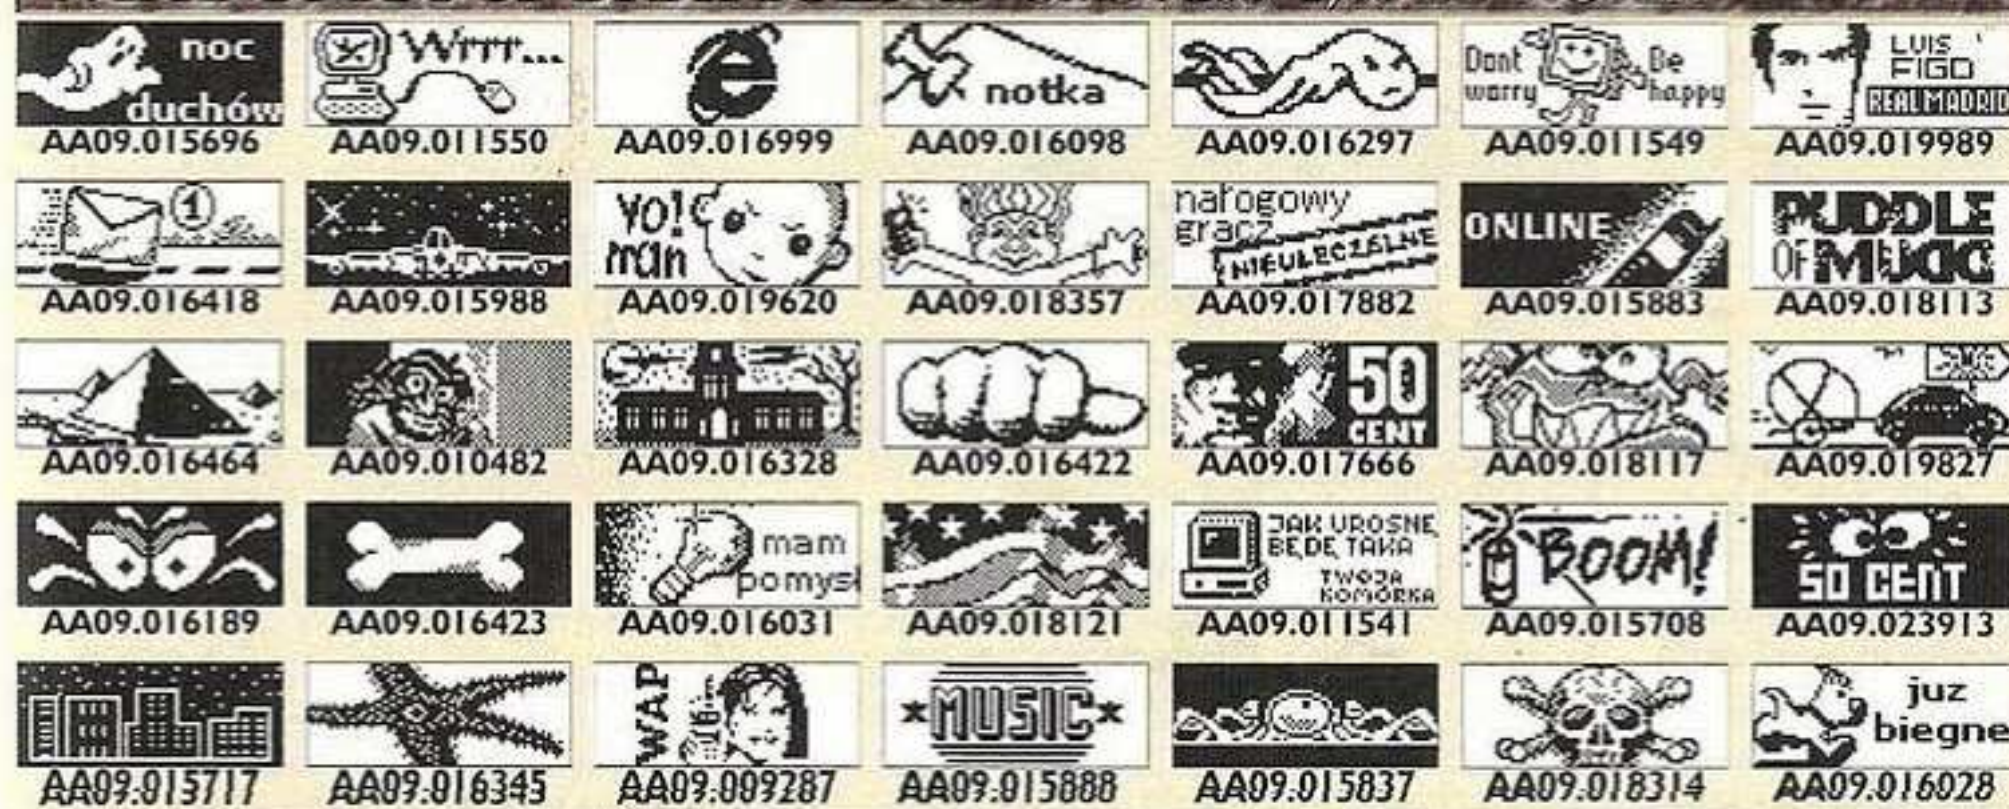 noc
duchów
Wrrr...
notka
Dont worry
Be happy
LUIS FIGO
REAL MADRID
AA09.015696
AA09.011550
AA09.016999
AA09.016098
AA09.016297
AA09.011549
AA09.019989
1
YO!
man
nałogowy
gracz
NIEULECZALNE
ONLINE
PUDDLE
OF MUDD
AA09.016418
AA09.015988
AA09.019620
AA09.018357
AA09.017882
AA09.015883
AA09.018113
50
CENT
AA09.016464
AA09.010482
AA09.016328
AA09.016422
AA09.017666
AA09.018117
AA09.019827
mam
pomysł
JAK UROSNĘ
BĘDĘ TAKA
TWOJA
KOMÓRKA
BOOM!
50 CENT
AA09.016189
AA09.016423
AA09.016031
AA09.018121
AA09.011541
AA09.015708
AA09.023913
WAP
MUSIC
juz
biegne
AA09.015717
AA09.016345
AA09.009287
AA09.015888
AA09.015837
AA09.018314
AA09.016028